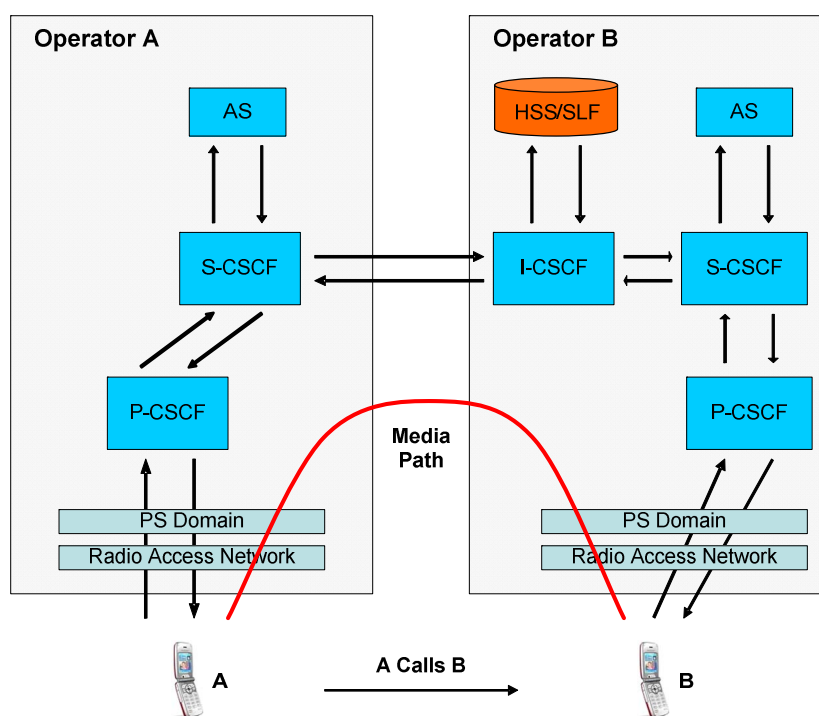 Operator A
Operator B
AS
HSS/SLF
AS
S-CSCF
I-CSCF
S-CSCF
P-CSCF
P-CSCF
Media
Path
PS Domain
PS Domain
Radio Access Network
Radio Access Network
A
A Calls B
B